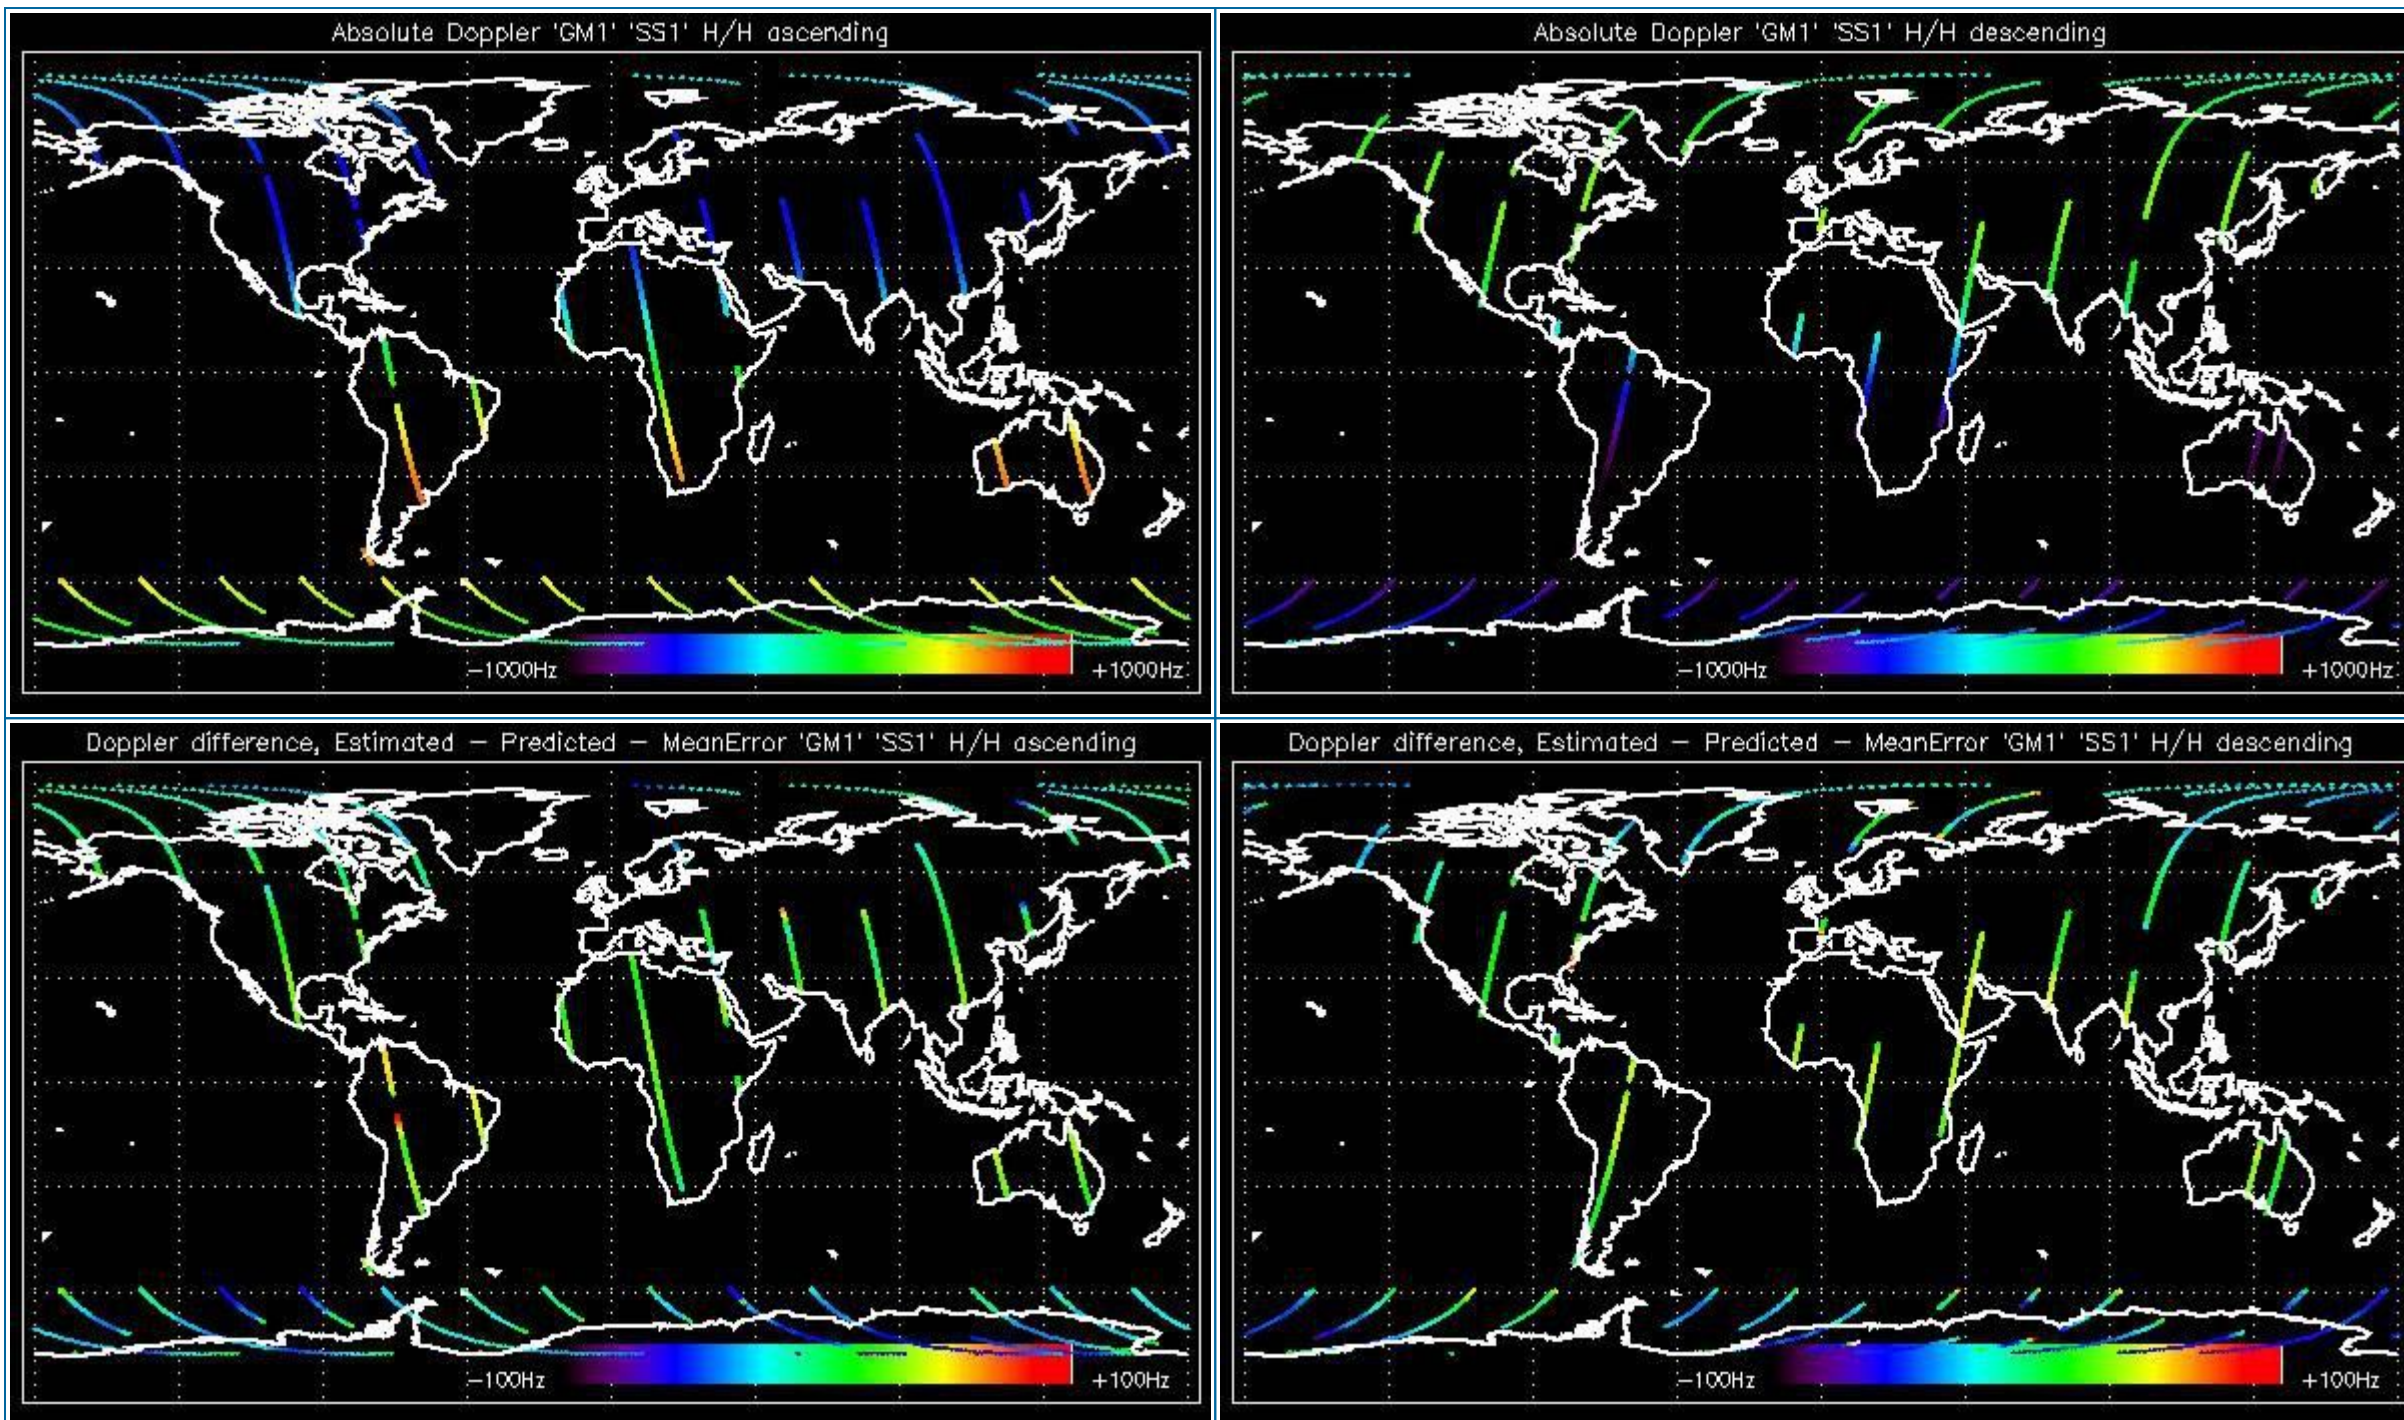 Absolute Doppler 'GM1' 'SS1' H/H ascending
-1000Hz +1000Hz
Absolute Doppler 'GM1' 'SS1' H/H descending
-1000Hz +1000Hz
Doppler difference, Estimated - Predicted - MeanError 'GM1' 'SS1' H/H ascending
-100Hz +100Hz
Doppler difference, Estimated - Predicted - MeanError 'GM1' 'SS1' H/H descending
-100Hz +100Hz